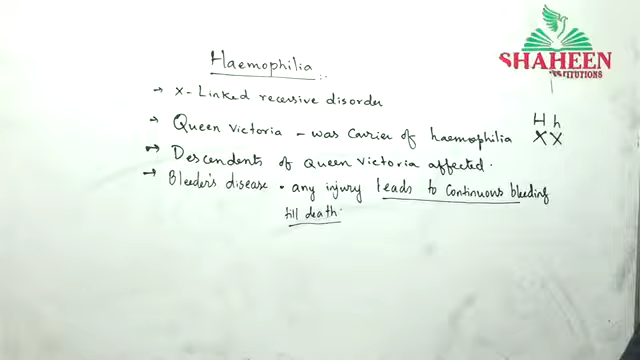 SHAHEEN
INSTITUTIONS
Haemophilia
→ X-Linked recessive disorder
→ Queen Victoria - was carrier of haemophilia
H h
X X
→ Descendents of Queen Victoria affected.
→ Bleeder's disease. any injury leads to continuous bleeding
till death.